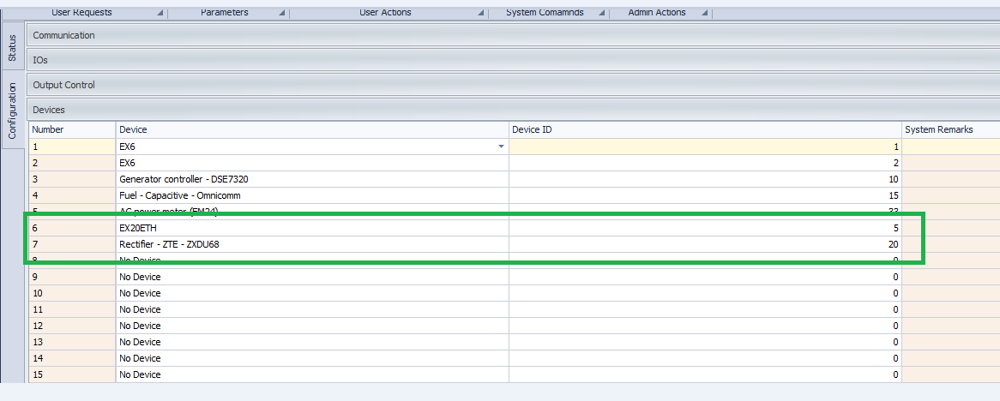 User Requests Parameters User Actions System Comamnds Admin Actions
Status
Configuration
Communication
IOs
Output Control
Devices
Number Device Device ID System Remarks
1 EX6 1
2 EX6 2
3 Generator controller - DSE7320 10
4 Fuel - Capacitive - Omnicomm 15
5 AC power meter (EM24) 33
6 EX20ETH 5
7 Rectifier - ZTE - ZXDU68 20
8 No Device 0
9 No Device 0
10 No Device 0
11 No Device 0
12 No Device 0
13 No Device 0
14 No Device 0
15 No Device 0